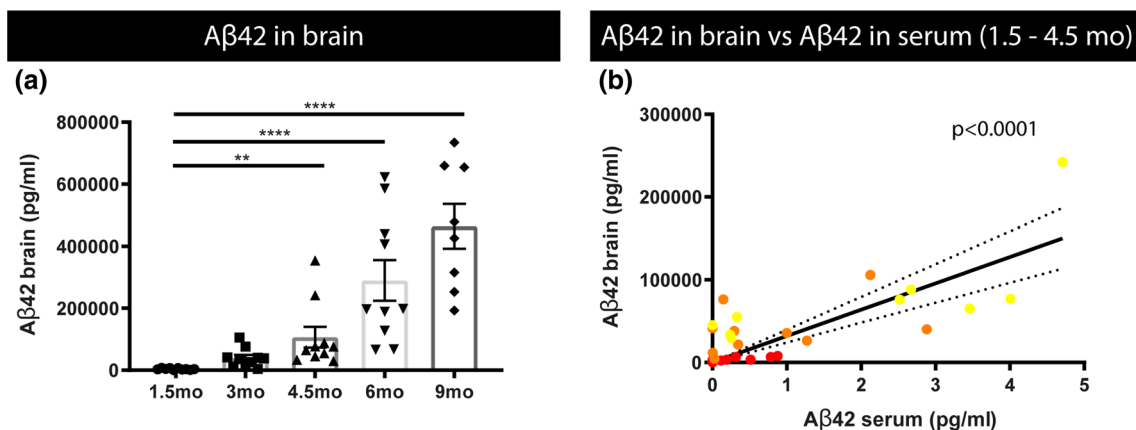 Aβ42 in brain
Aβ42 in brain vs Aβ42 in serum (1.5 - 4.5 mo)
(a)
****
****
**
800000
600000
400000
200000
0
Aβ42 brain (pg/ml)
1.5mo 3mo 4.5mo 6mo 9mo
(b)
p<0.0001
300000
200000
100000
0
Aβ42 brain (pg/ml)
0 1 2 3 4 5
Aβ42 serum (pg/ml)